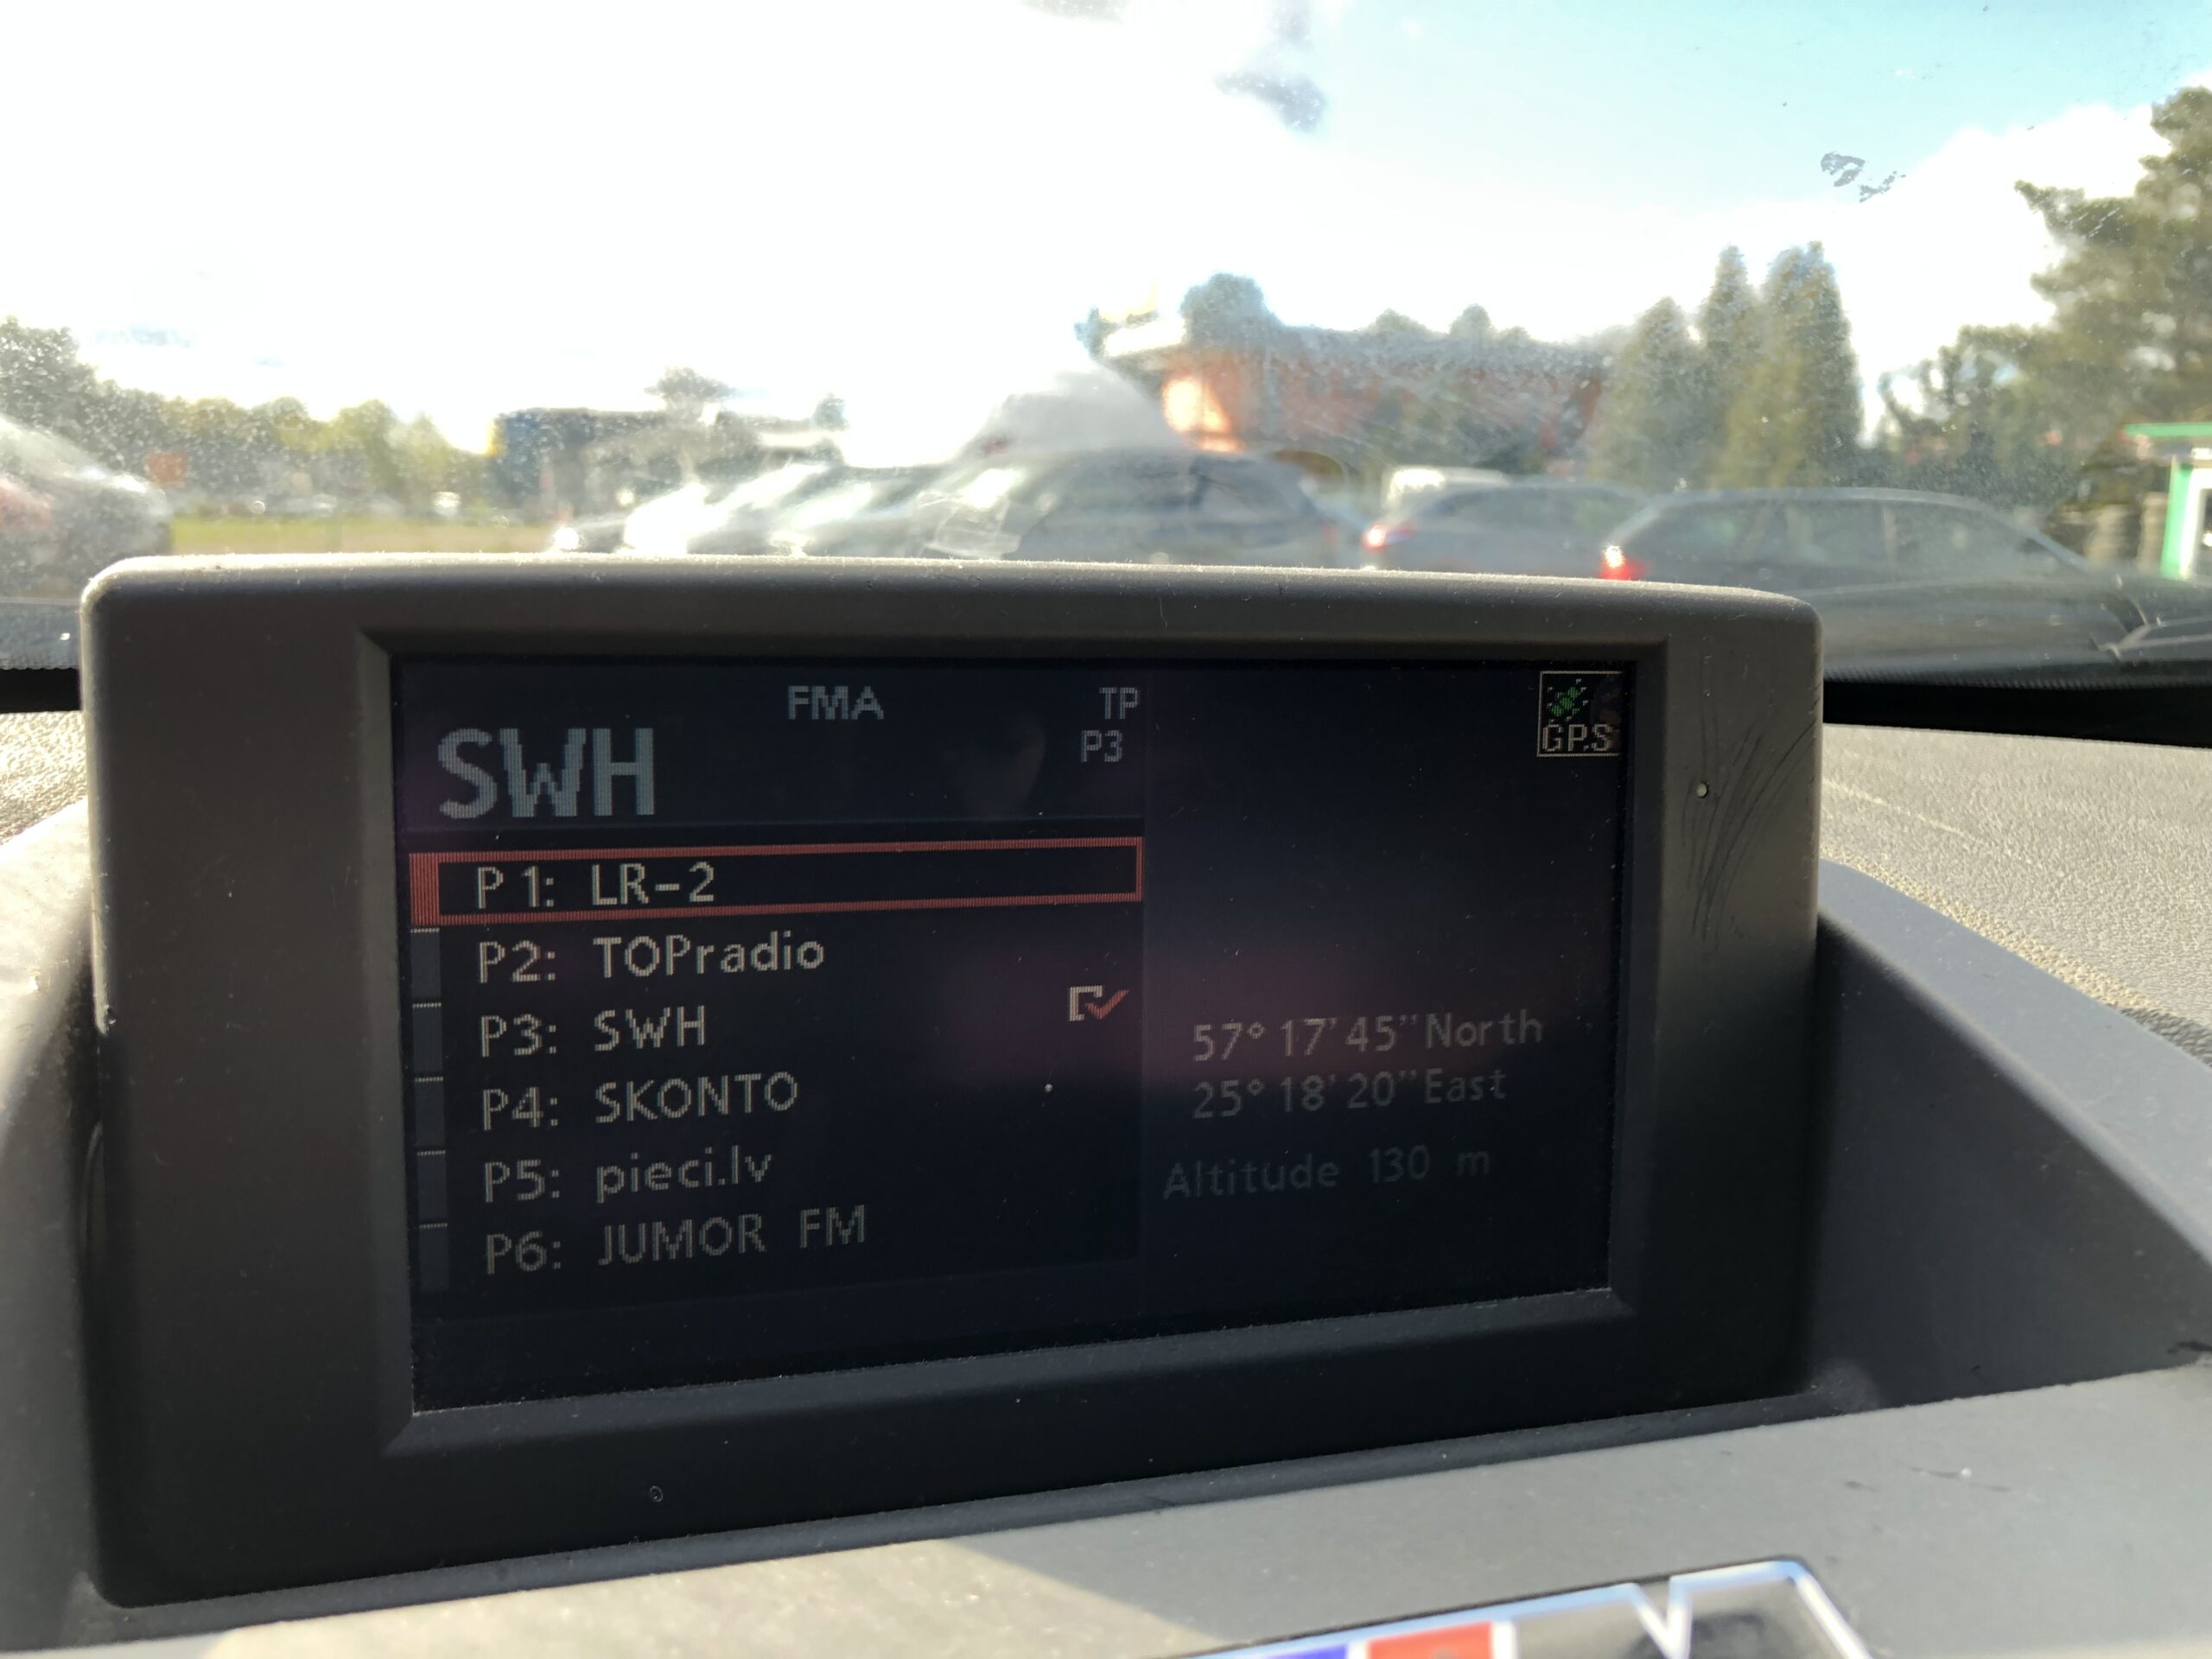 FMA
TP
SWH
P3
GPS
P1: LR-2
P2: TOPradio
P3: SWH
P4: SKONTO
P5: pieci.lv
P6: JUMOR FM
57° 17' 45" North
25° 18' 20" East
Altitude 130 m